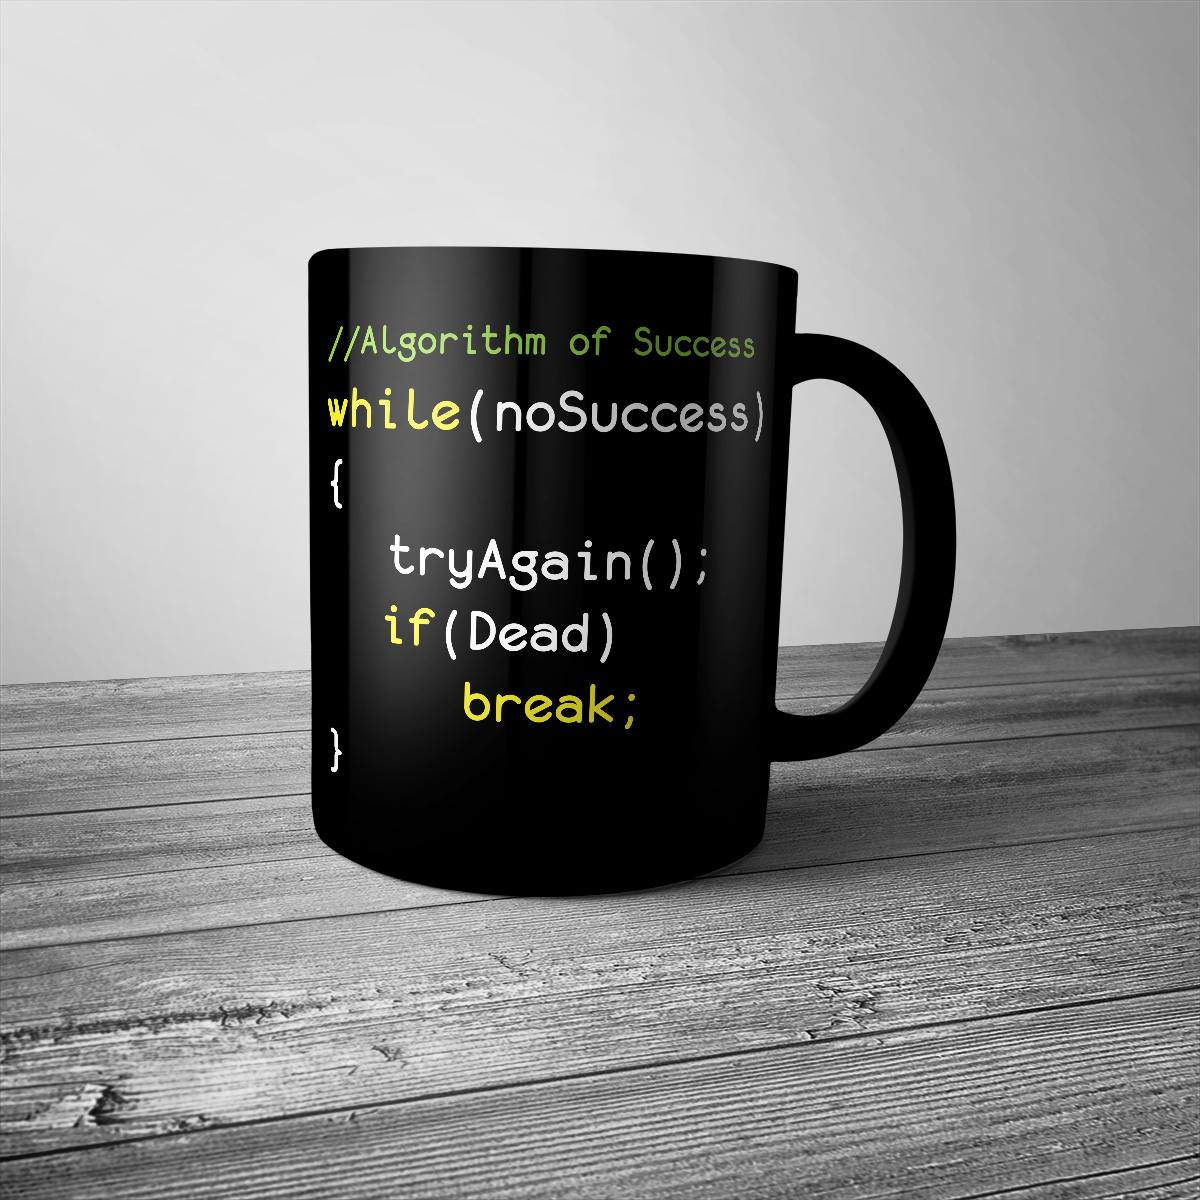 //Algorithm of Success
while(noSuccess)
{
tryAgain();
if(Dead)
break;
}